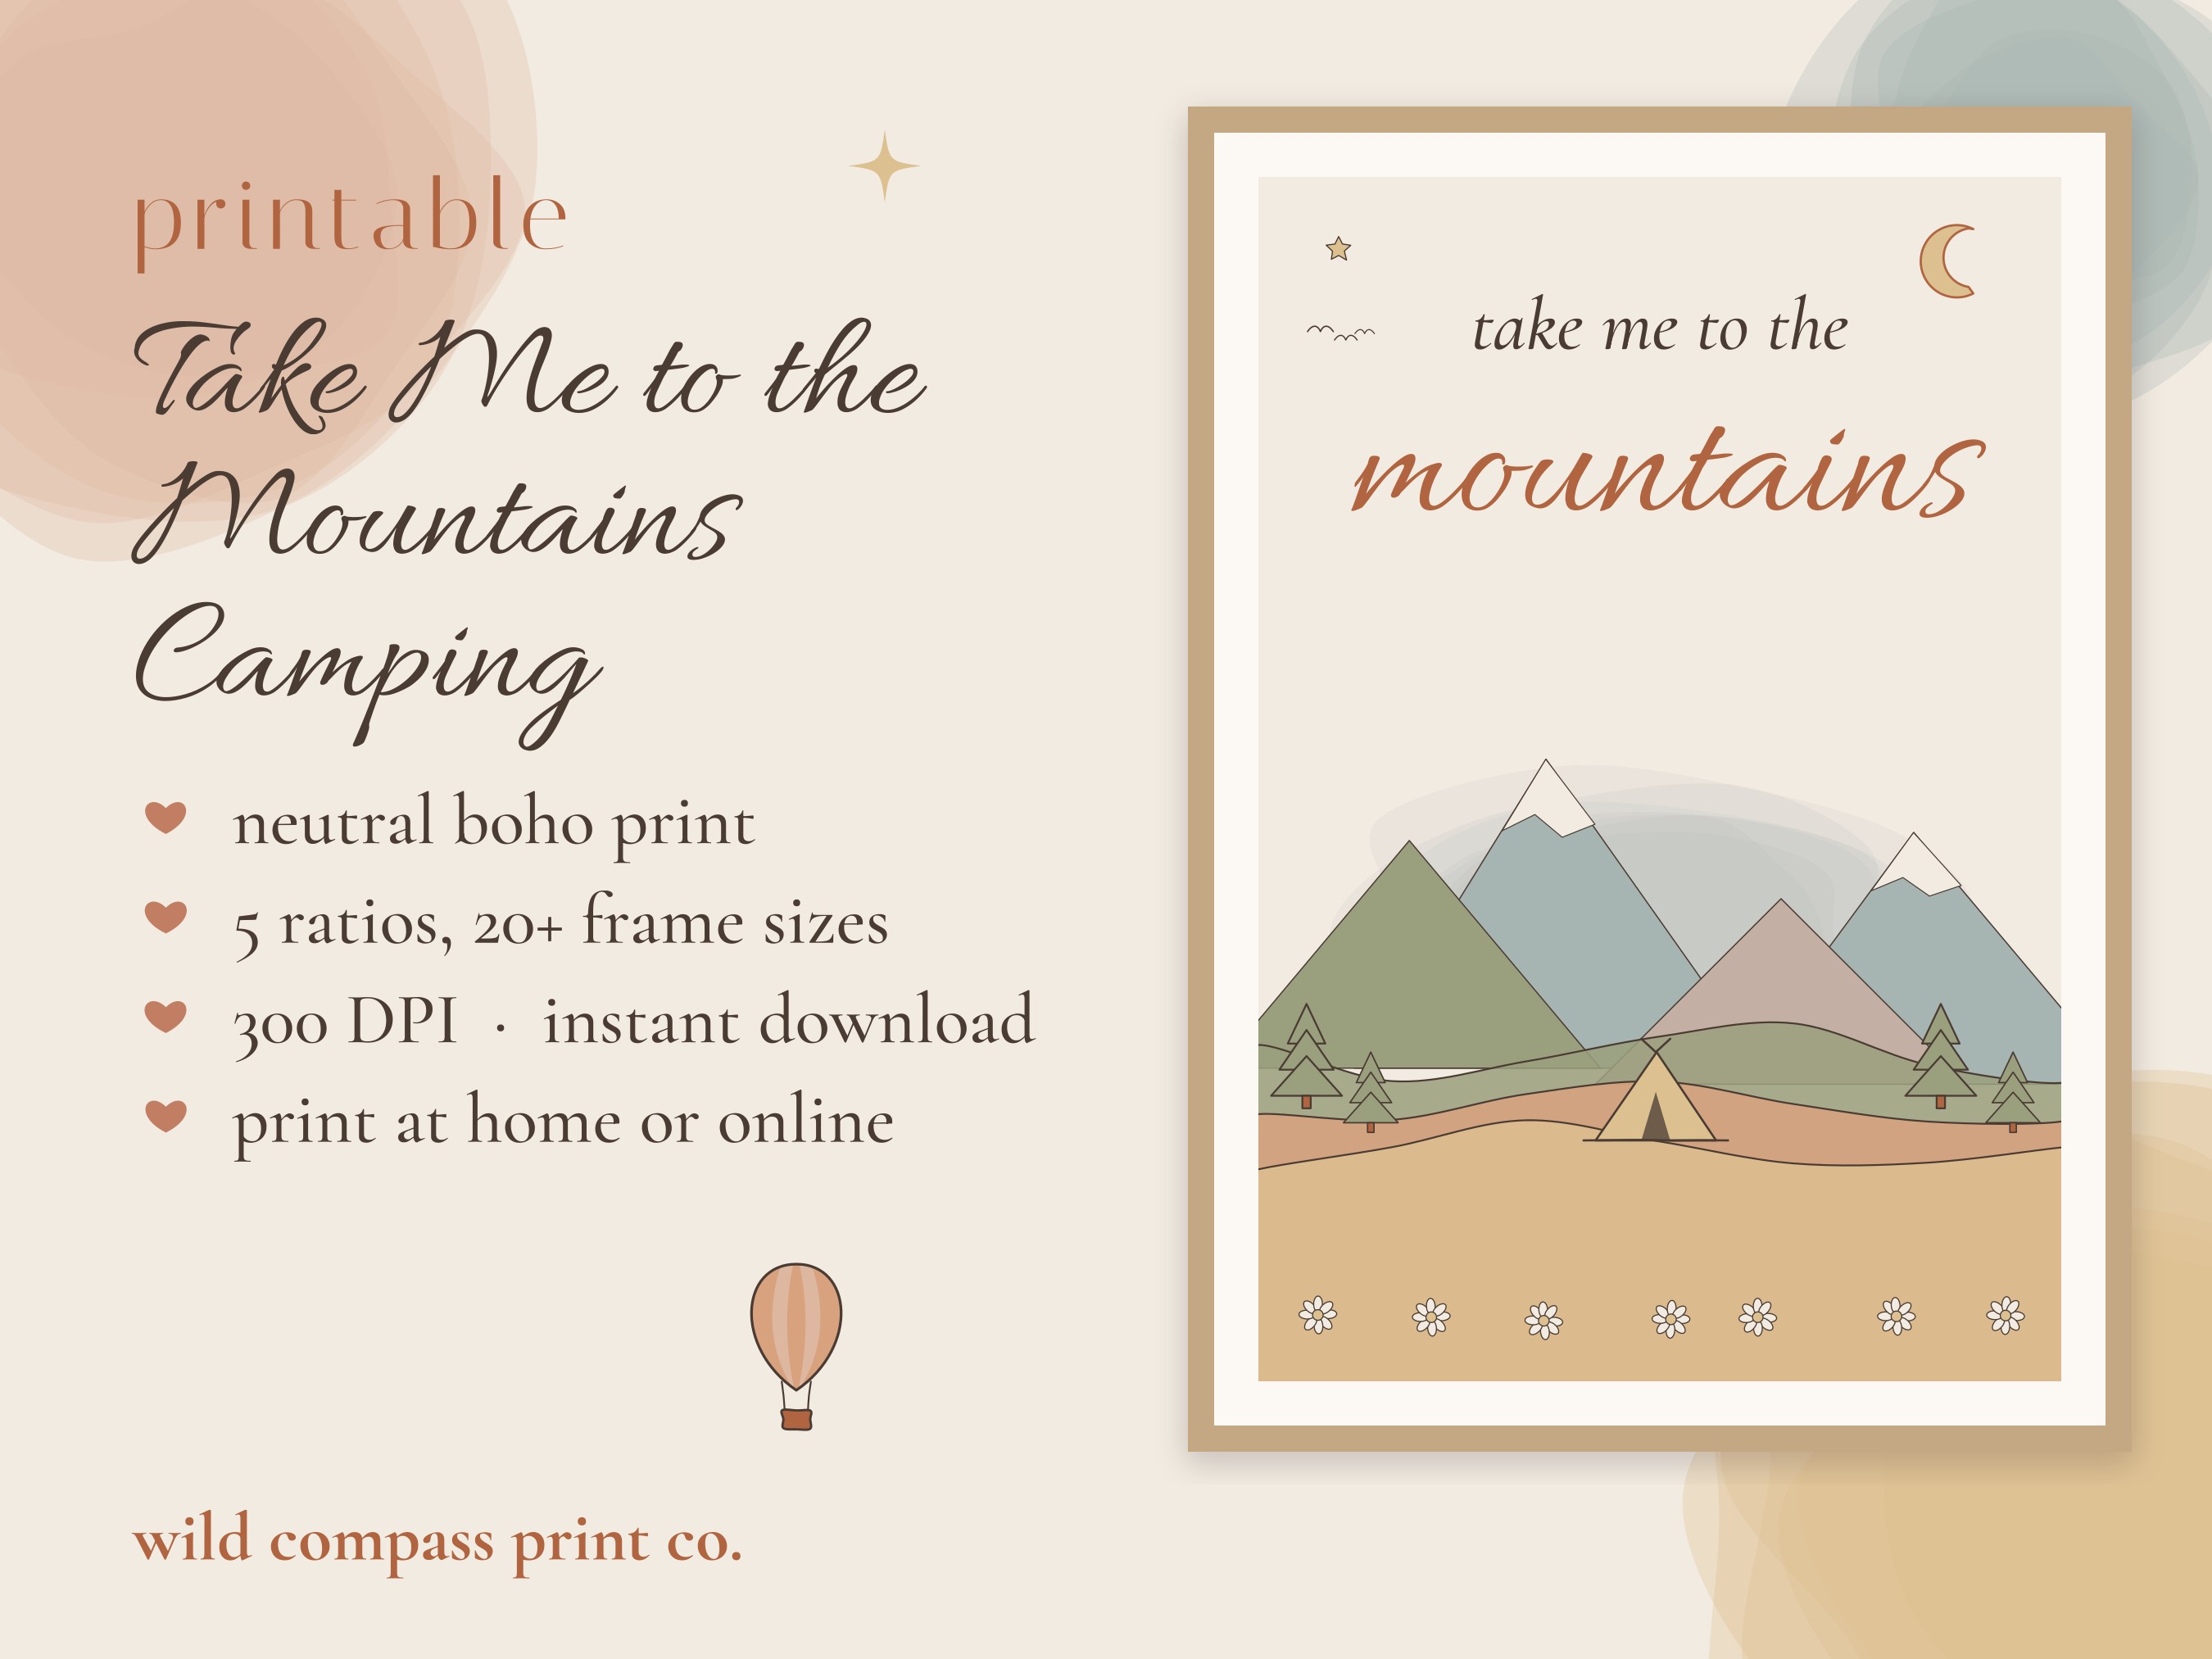 printable
Take Me to the
Mountains
Camping
neutral boho print
5 ratios, 20+ frame sizes
300 DPI · instant download
print at home or online
wild compass print co.
take me to the
mountains